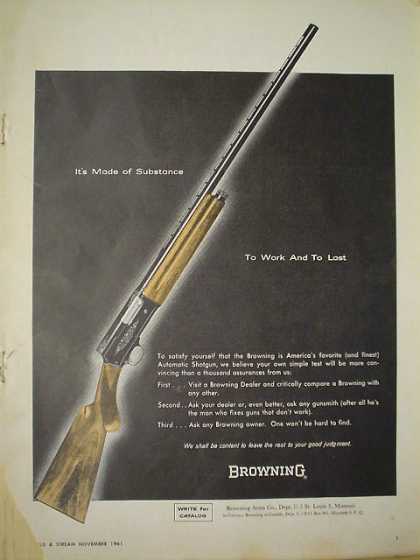 It's Made of Substance
To Work And To Last
To satisfy yourself that the Browning is America's favorite (and finest)
Automatic Shotgun, we believe your own simple test will be more con-
vincing than a thousand assurances from us:
First . . . Visit a Browning Dealer and critically compare a Browning with
any other.
Second . . Ask your dealer or, even better, ask any gunsmith (after all he's
the man who fixes guns that don't work).
Third . . . Ask any Browning owner. One won't be hard to find.
We shall be content to leave the rest to your good judgment.
BROWNING
WRITE for
CATALOG
Browning Arms Co., Dept. St. Louis 3, Missouri
& STREAM NOVEMBER 1961